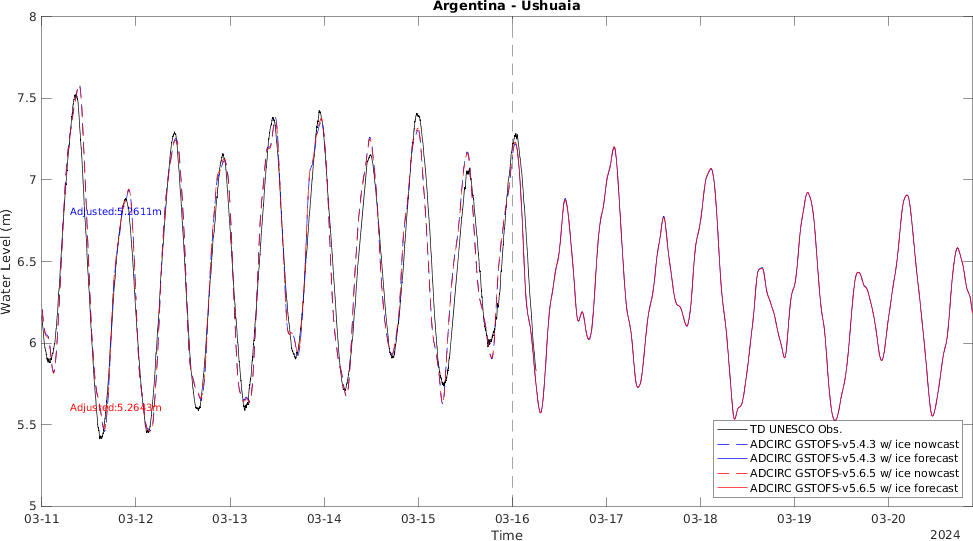 Argentina - Ushuaia
8
7.5
7
6.5
6
5.5
5
Water Level (m)
Adjusted:5.2611m
Adjusted:5.2643m
TD UNESCO Obs.
ADCIRC GSTOFS-v5.4.3 w/ ice nowcast
ADCIRC GSTOFS-v5.4.3 w/ ice forecast
ADCIRC GSTOFS-v5.6.5 w/ ice nowcast
ADCIRC GSTOFS-v5.6.5 w/ ice forecast
03-11 03-12 03-13 03-14 03-15 03-16 03-17 03-18 03-19 03-20
Time
2024